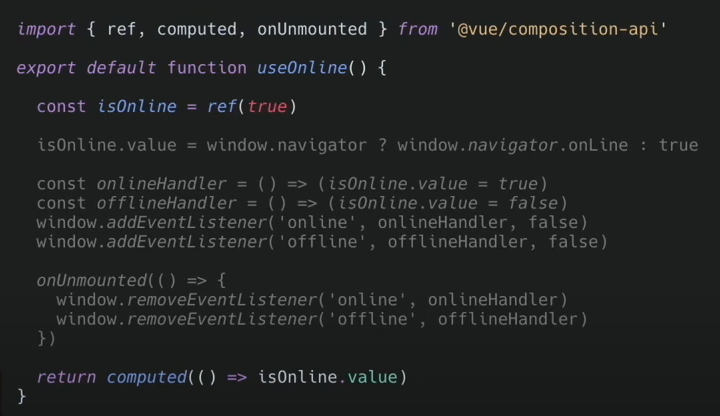 import { ref, computed, onUnmounted } from '@vue/composition-api'
export default function useOnline() {
const isOnline = ref(true)
isOnline.value = window.navigator ? window.navigator.onLine : true
const onlineHandler = () => (isOnline.value = true)
const offlineHandler = () => (isOnline.value = false)
window.addEventListener('online', onlineHandler, false)
window.addEventListener('offline', offlineHandler, false)
onUnmounted(() => {
window.removeEventListener('online', onlineHandler)
window.removeEventListener('offline', offlineHandler)
})
return computed(() => isOnline.value)
}